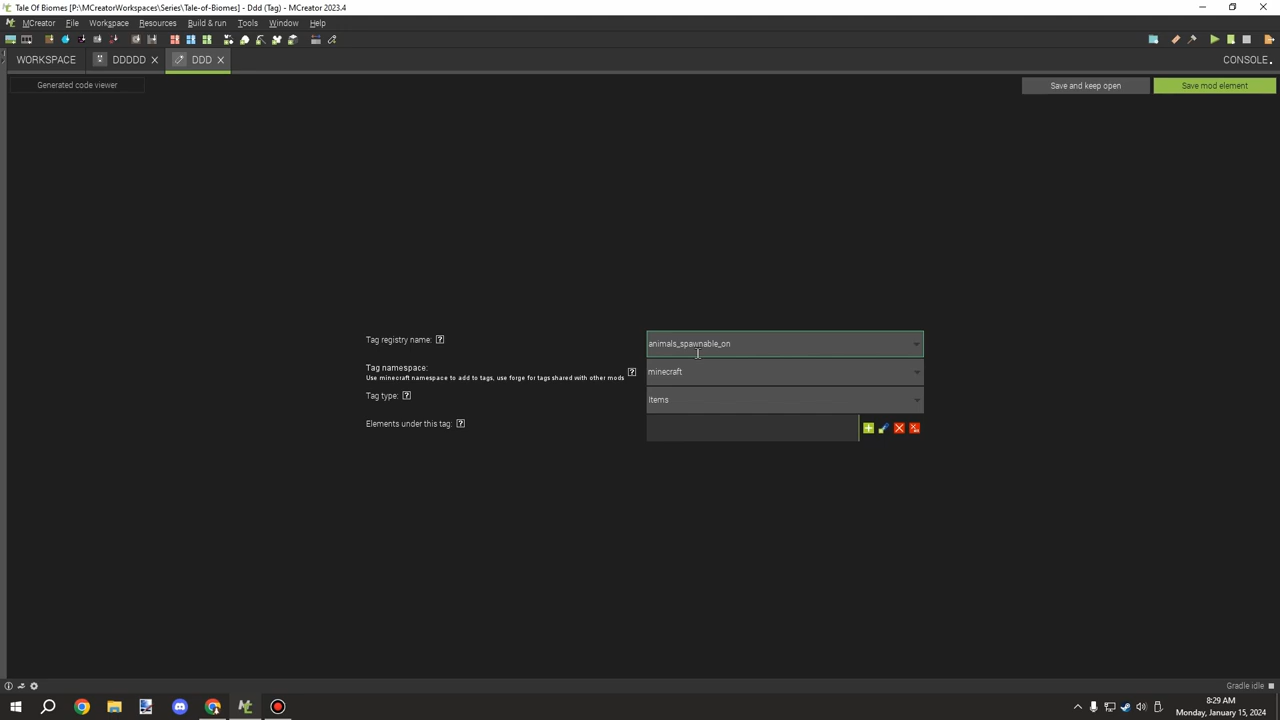 Tale Of Biomes [P:\MCreatorWorkspaces\Series\Tale-of-Biomes] - Ddd (Tag) - MCreator 2023.4
MCreator File Workspace Resources Build & run Tools Window Help
WORKSPACE DDDDD DDD CONSOLE
Generated code viewer Save and keep open Save mod element
Tag registry name: ? animals_spawnable_on
Tag namespace: minecraft
Use minecraft namespace to add to tags, use forge for tags shared with other mods ?
Tag type: ? Items
Elements under this tag: ?
Gradle idle
8:29 AM
Monday, January 15, 2024